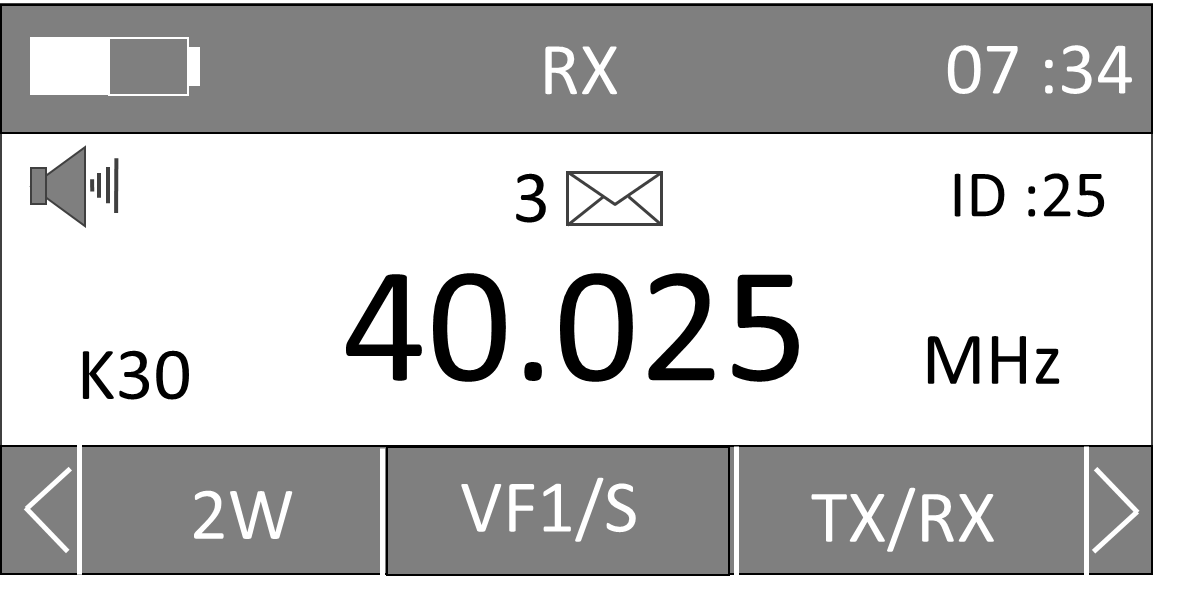 RX 07 :34
3 ID :25
K30 40.025 MHz
2W VF1/S TX/RX